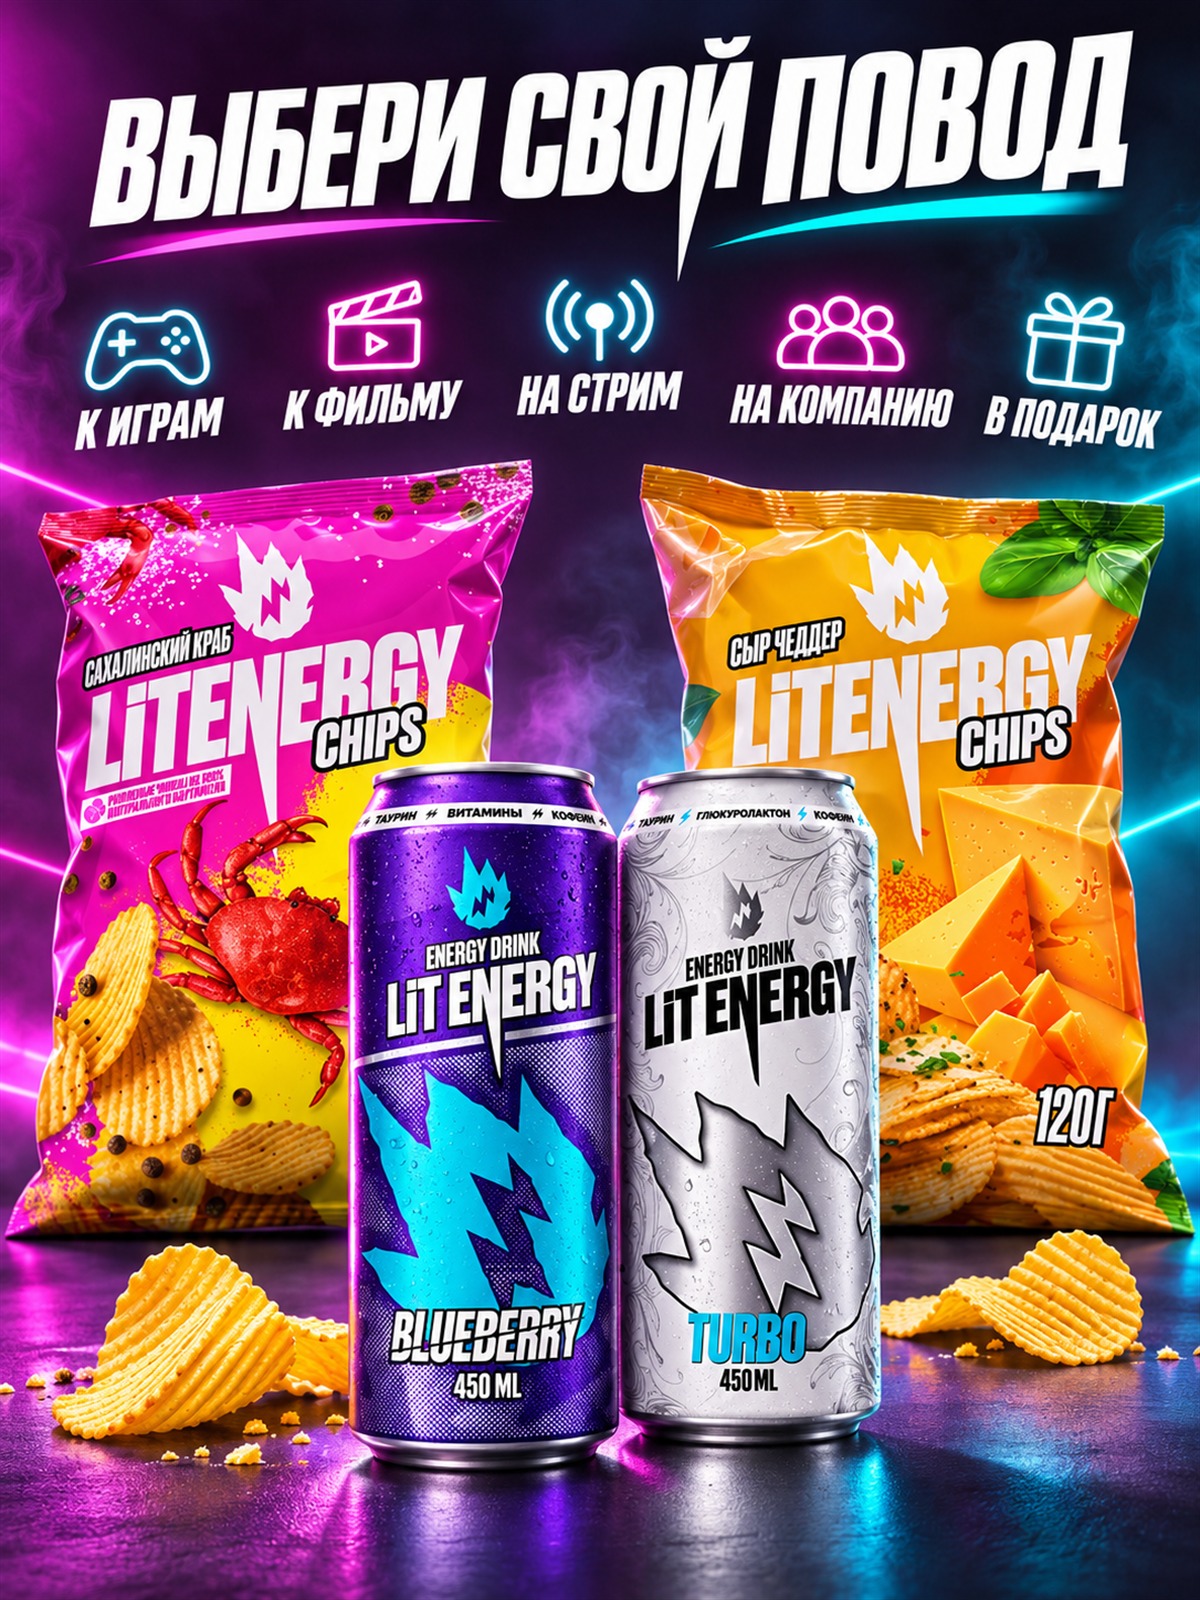 ВЫБЕРИ СВОЙ ПОВОД
К ИГРАМ
К ФИЛЬМУ
НА СТРИМ
НА КОМПАНИЮ
В ПОДАРОК
САХАЛИНСКИЙ КРАБ
LiTENERGY
CHIPS
СЫР ЧЕДДЕР
LiTENERGY
CHIPS
120Г
ТАУРИН ВИТАМИНЫ КОФЕИН
ENERGY DRINK
LiT ENERGY
BLUEBERRY
450 ML
ТАУРИН ГЛЮКУРОЛАКТОН КОФЕИН
ENERGY DRINK
LiT ENERGY
TURBO
450 ML